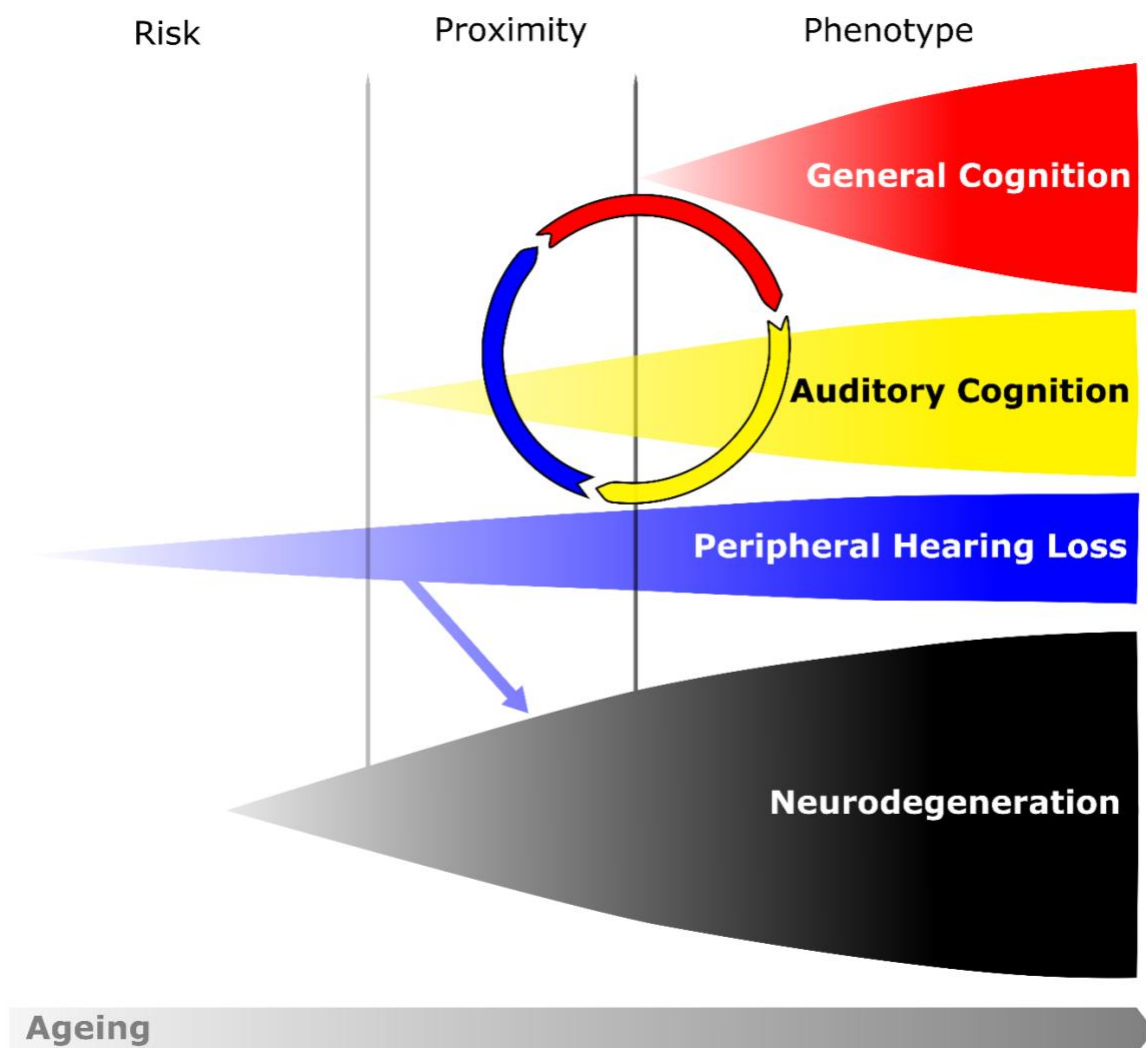 Risk
Proximity
Phenotype
General Cognition
Auditory Cognition
Peripheral Hearing Loss
Neurodegeneration
Ageing